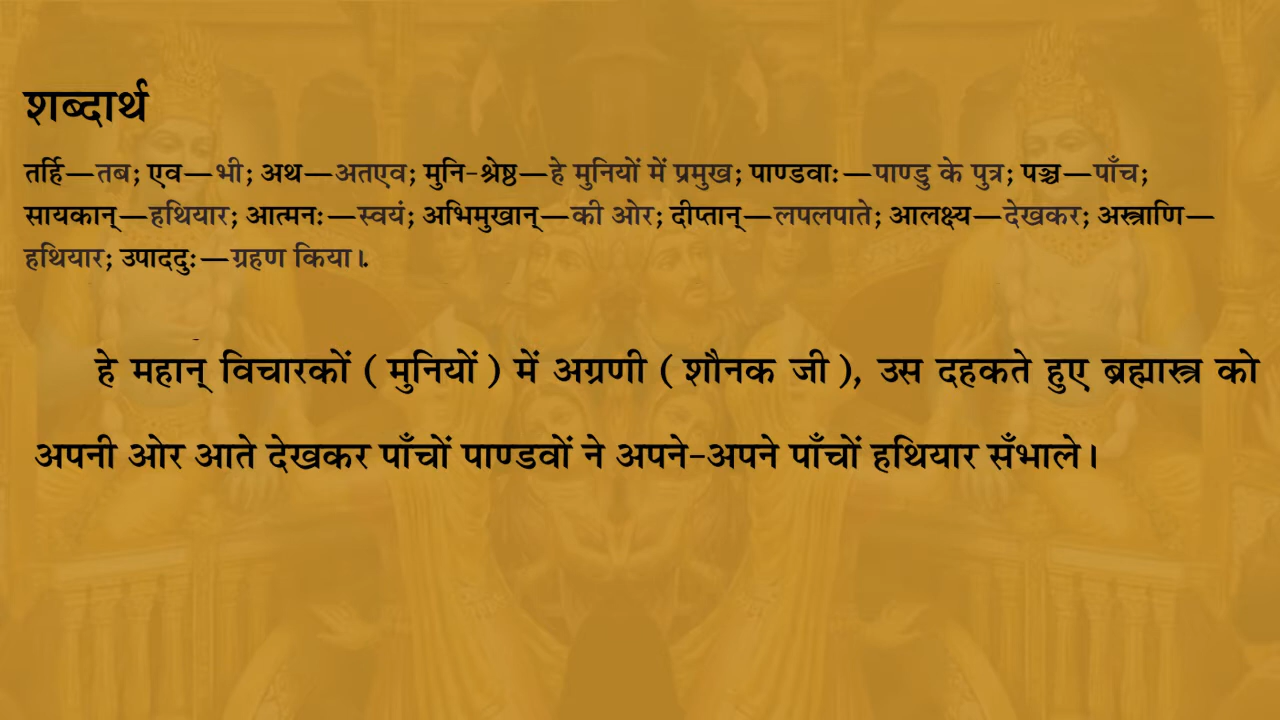 शब्दार्थ
तर्हि—तब; एव—भी; अथ—अतएव; मुनि-श्रेष्ठ—हे मुनियों में प्रमुख; पाण्डवाः—पाण्डु के पुत्र; पञ्च—पाँच;
सायकान्—हथियार; आत्मनः—स्वयं; अभिमुखान्—की ओर; दीप्तान्—लपलपाते; आलक्ष्य—देखकर; अस्त्राणि—
हथियार; उपाददुः—ग्रहण किया।.
हे महान् विचारकों ( मुनियों ) में अग्रणी ( शौनक जी ), उस दहकते हुए ब्रह्मास्त्र को
अपनी ओर आते देखकर पाँचों पाण्डवों ने अपने-अपने पाँचों हथियार सँभाले।